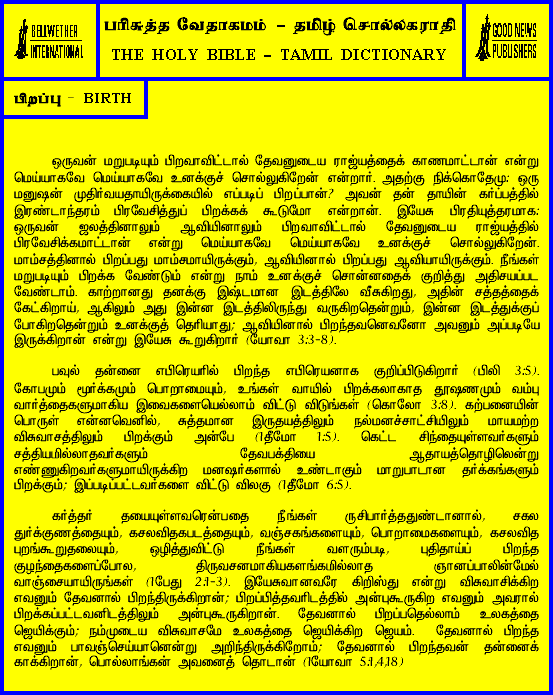 BELLWETHER
INTERNATIONAL
பரிசுத்த வேதாகமம் - தமிழ் சொல்லகராதி
THE HOLY BIBLE - TAMIL DICTIONARY
GOOD NEWS
PUBLISHERS
பிறப்பு - BIRTH
ஒருவன் மறுபடியும் பிறவாவிட்டால் தேவனுடைய ராஜ்யத்தைக் காணமாட்டான் என்று
மெய்யாகவே மெய்யாகவே உனக்குச் சொல்லுகிறேன் என்றார். அதற்கு நிக்கொதேமு: ஒரு
மனுஷன் முதிர்வயதாயிருக்கையில் எப்படிப் பிறப்பான்? அவன் தன் தாயின் கர்ப்பத்தில்
இரண்டாந்தரம் பிரவேசித்துப் பிறக்கக் கூடுமோ என்றான். இயேசு பிரதியுத்தரமாக:
ஒருவன் ஜலத்தினாலும் ஆவியினாலும் பிறவாவிட்டால் தேவனுடைய ராஜ்யத்தில்
பிரவேசிக்கமாட்டான் என்று மெய்யாகவே மெய்யாகவே உனக்குச் சொல்லுகிறேன்.
மாம்சத்தினால் பிறப்பது மாம்சமாயிருக்கும், ஆவியினால் பிறப்பது ஆவியாயிருக்கும். நீங்கள்
மறுபடியும் பிறக்க வேண்டும் என்று நாம் உனக்குச் சொன்னதைக் குறித்து அதிசயப்பட
வேண்டாம். காற்றானது தனக்கு இஷ்டமான இடத்திலே வீசுகிறது, அதின் சத்தத்தைக்
கேட்கிறாய், ஆகிலும் அது இன்ன இடத்திலிருந்து வருகிறதென்றும், இன்ன இடத்துக்குப்
போகிறதென்றும் உனக்குத் தெரியாது; ஆவியினால் பிறந்தவனெவனோ அவனும் அப்படியே
இருக்கிறான் என்று இயேசு கூறுகிறார் (யோவா 3:3-8).
பவுல் தன்னை எபிரெயரில் பிறந்த எபிரெயனாக குறிப்பிடுகிறார் (பிலி 3:5).
கோபமும் மூர்க்கமும் பொறாமையும், உங்கள் வாயில் பிறக்கலாகாத தூஷணமும் வம்பு
வார்த்தைகளுமாகிய இவைகளையெல்லாம் விட்டு விடுங்கள் (கொலோ 3:8). கற்பனையின்
பொருள் என்னவெனில், சுத்தமான இருதயத்திலும் நல்மனச்சாட்சியிலும் மாயமற்ற
விசுவாசத்திலும் பிறக்கும் அன்பே (1தீமோ 1:5). கெட்ட சிந்தையுள்ளவர்களும்
சத்தியமில்லாதவர்களும் தேவபக்தியை ஆதாயத்தொழிலென்று
எண்ணுகிறவர்களுமாயிருக்கிற மனஷர்களால் உண்டாகும் மாறுபாடான தர்க்கங்களும்
பிறக்கும்; இப்படிப்பட்டவர்களை விட்டு விலகு (1தீமோ 6:5).
கர்த்தர் தயையுள்ளவரென்பதை நீங்கள் ருசிபார்த்ததுண்டானால், சகல
துர்க்குணத்தையும், கசலவிதகபடத்தையும், வஞ்சகங்களையும், பொறாமைகளையும், கசலவித
புறங்கூறுதலையும், ஒழித்துவிட்டு நீங்கள் வளரும்படி, புதிதாய்ப் பிறந்த
குழந்தைகளைப்போல, திருவசனமாகியகளங்கமில்லாத ஞானப்பாலின்மேல்
வாஞ்சையாயிருங்கள் (1பேது 2:1-3). இயேசுவானவரே கிறிஸ்து என்று விசுவாசிக்கிற
எவனும் தேவனால் பிறந்திருக்கிறான்; பிறப்பித்தவரிடத்தில் அன்புகூருகிற எவனும் அவரால்
பிறக்கப்பட்டவனிடத்திலும் அன்புகூருகிறான். தேவனால் பிறப்பதெல்லாம் உலகத்தை
ஜெயிக்கும்; நம்முடைய விசுவாசமே உலகத்தை ஜெயிக்கிற ஜெயம். தேவனால் பிறந்த
எவனும் பாவஞ்செய்யானென்று அறிந்திருக்கிறோம்; தேவனால் பிறந்தவன் தன்னைக்
காக்கிறான், பொல்லாங்கன் அவனைத் தொடான் (1யோவா 5:1,4,18)